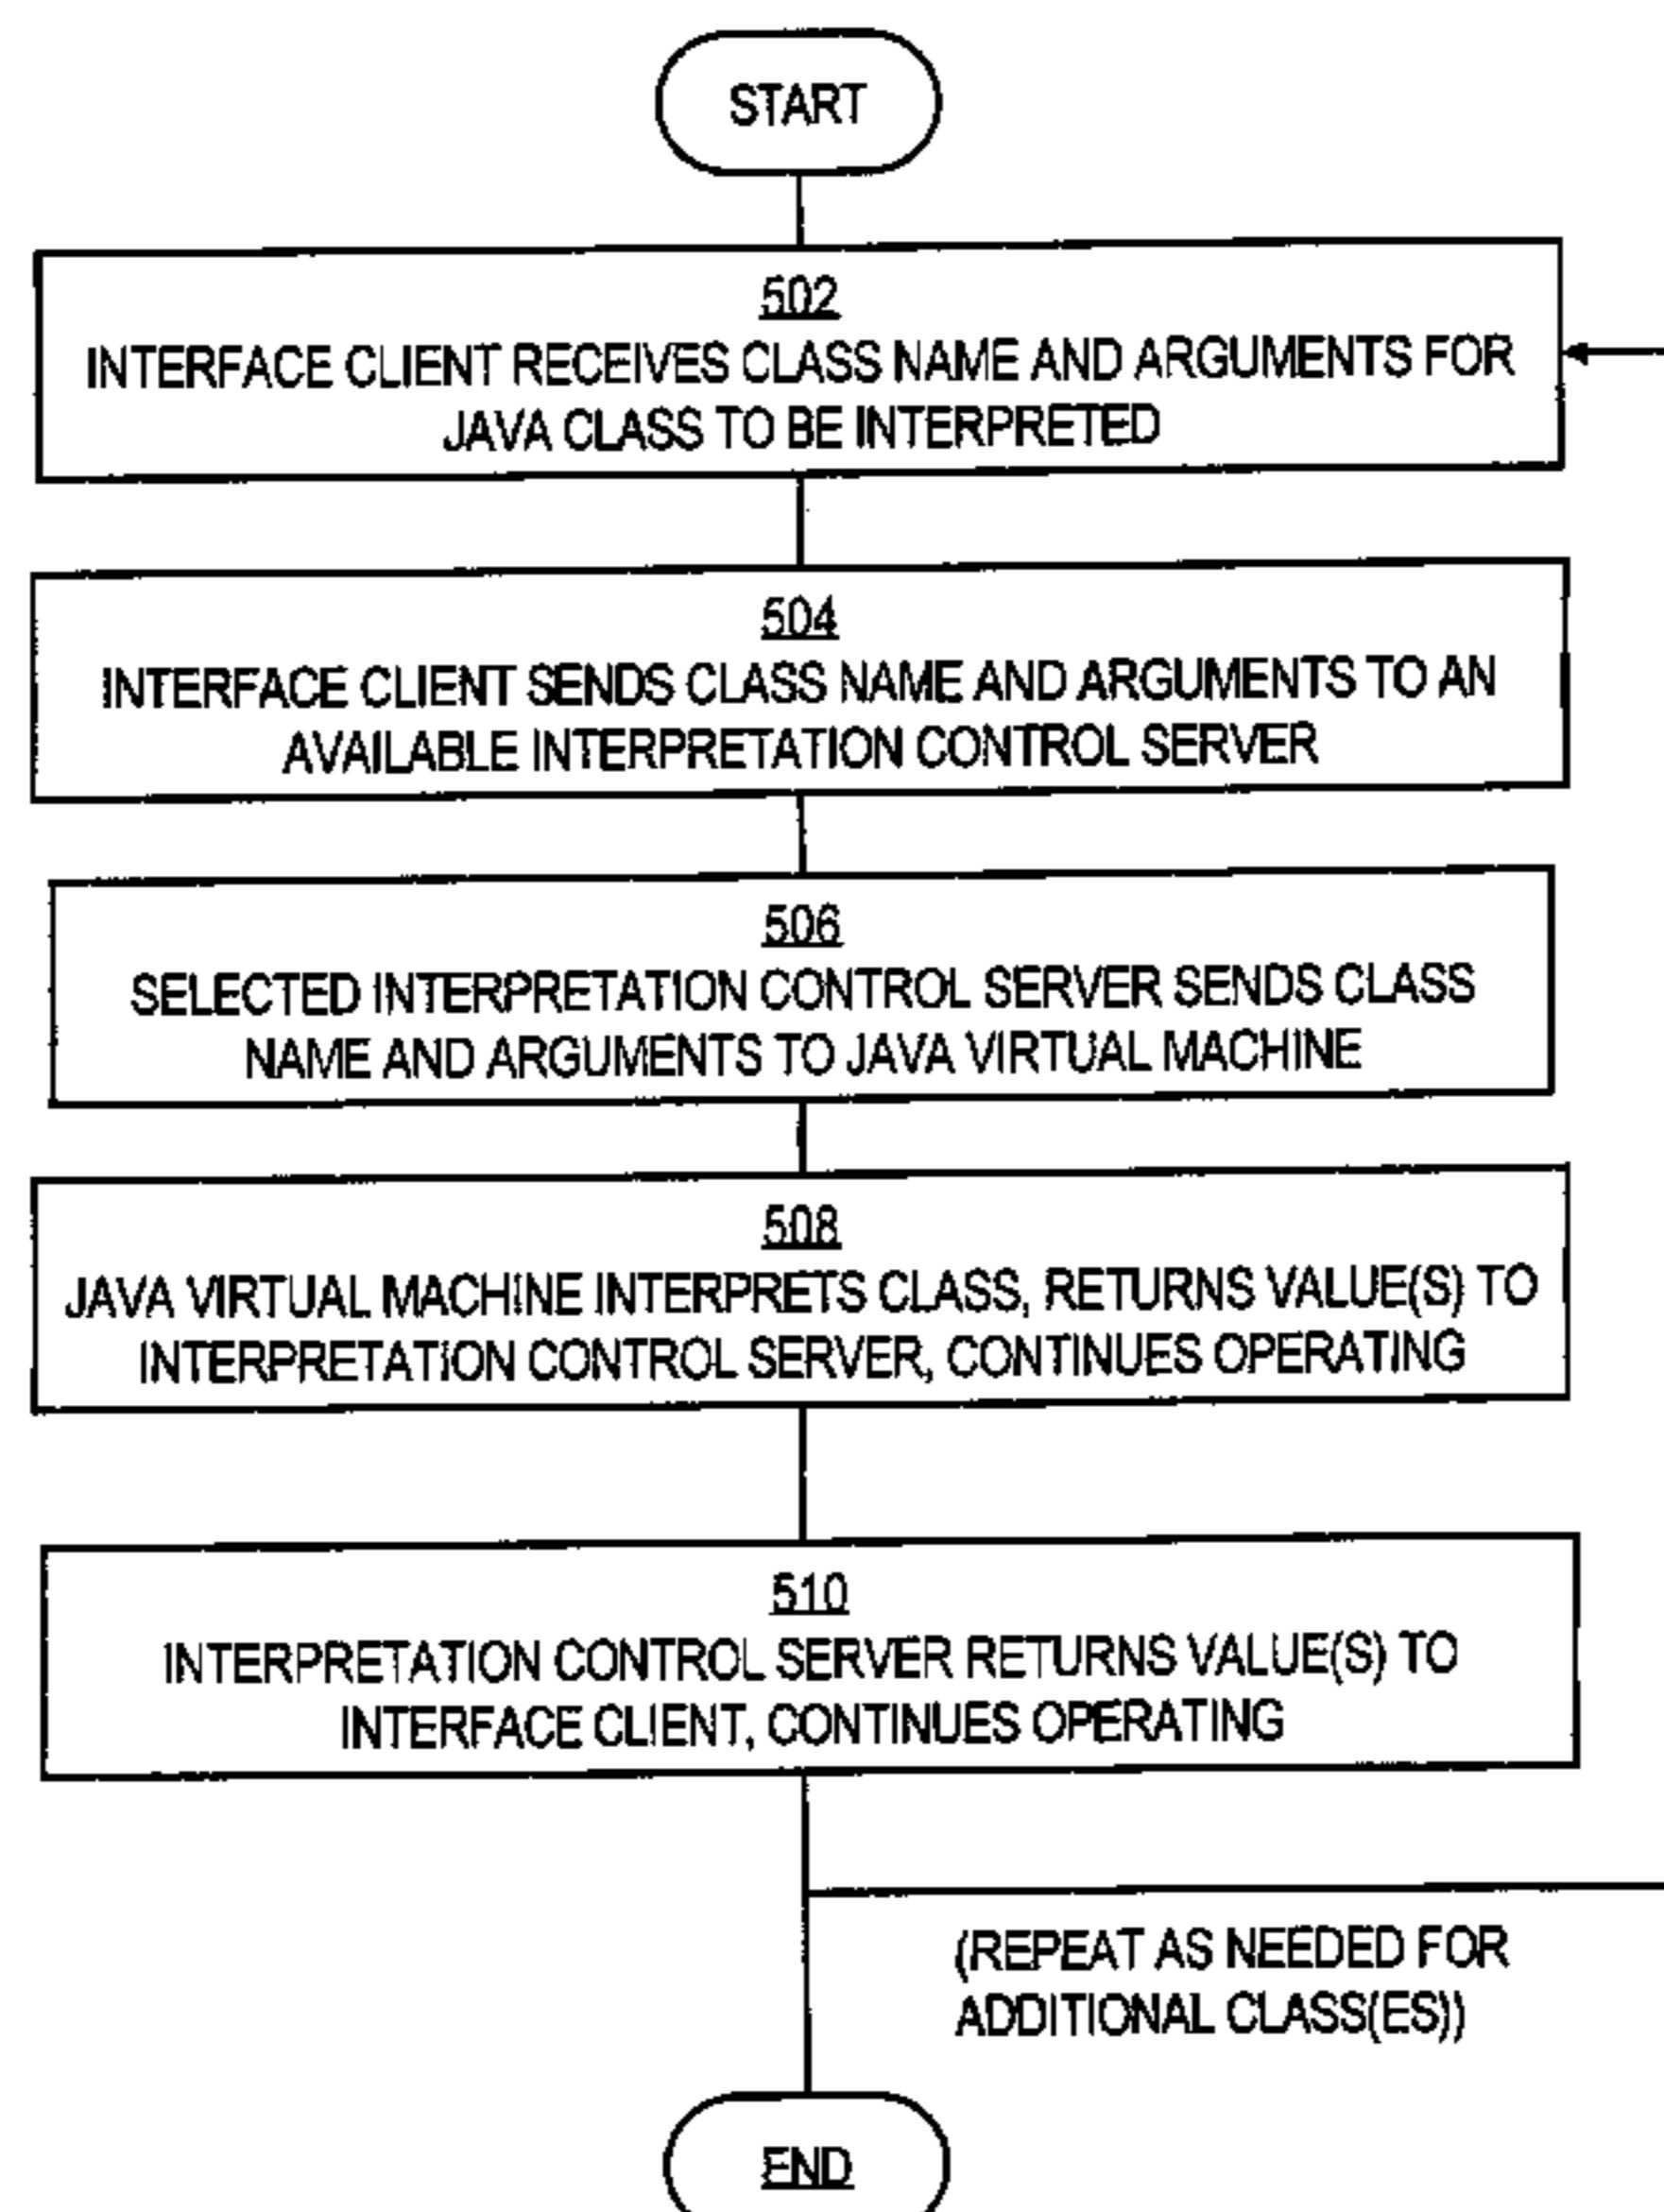 START
502
INTERFACE CLIENT RECEIVES CLASS NAME AND ARGUMENTS FOR
JAVA CLASS TO BE INTERPRETED
504
INTERFACE CLIENT SENDS CLASS NAME AND ARGUMENTS TO AN
AVAILABLE INTERPRETATION CONTROL SERVER
506
SELECTED INTERPRETATION CONTROL SERVER SENDS CLASS
NAME AND ARGUMENTS TO JAVA VIRTUAL MACHINE
508
JAVA VIRTUAL MACHINE INTERPRETS CLASS, RETURNS VALUE(S) TO
INTERPRETATION CONTROL SERVER, CONTINUES OPERATING
510
INTERPRETATION CONTROL SERVER RETURNS VALUE(S) TO
INTERFACE CLIENT, CONTINUES OPERATING
(REPEAT AS NEEDED FOR
ADDITIONAL CLASS(ES))
END